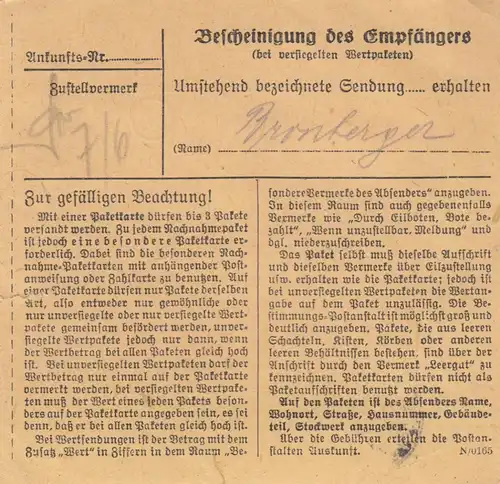 Ankunfts-Nr.
Zustellvermerk
7/6
Bescheinigung des Empfängers
(bei versiegelten Wertpaketen)
Umstehend bezeichnete Sendung..... erhalten
Bromberger
(Name)
Zur gefälligen Beachtung!
Mit einer Paketkarte dürfen bis 3 Pakete
versandt werden. Zu jedem Nachnahmepaket
ist jedoch eine besondere Paketkarte er-
forderlich. Dabei sind die besonderen Nach-
nahme-Paketkarten mit anhängender Post-
anweisung oder Zahlkarte zu benutzen. Auf
einer Paketkarte dürfen nur Pakete derselben
Art, also entweder nur gewöhnliche oder
nur unversiegelte oder nur versiegelte Wert-
pakete gemeinsam befördert werden, unver-
siegelte Wertpakete jedoch nur dann, wenn
der Wertbetrag bei allen Paketen gleich hoch
ist. Bei unversiegelten Wertpaketen darf der
Wertbetrag nur einmal auf der Paketkarte
vermerkt werden, bei versiegelten Wertpake-
ten muß der Wert eines jeden Pakets beson-
ders auf der Paketkarte angegeben sein, es sei
denn, daß er bei allen Paketen gleich hoch ist.
Bei Wertsendungen ist der Betrag mit dem
Zusatz „Wert" in Ziffern in dem Raum „Be-
sondere Vermerke des Absenders" anzugeben.
In diesem Raum sind auch gegebenenfalls
Vermerke wie „Durch Eilboten, Bote be-
zahlt", „Wenn unzustellbar, Meldung" und
dgl. niederzuschreiben.
Das Paket selbst muß dieselbe Aufschrift
und dieselben Vermerke über Eilzustellung
usw. erhalten wie die Paketkarte; jedoch ist
bei unversiegelten Wertpaketen die Wertan-
gabe auf dem Paket unzulässig. Die Be-
stimmungs-Postanstalt ist möglichst groß und
deutlich anzugeben. Pakete, die aus leeren
Schachteln, Kisten, Körben oder anderen
leeren Behältnissen bestehen, sind über der
Anschrift durch den Vermerk „Leergut" zu
kennzeichnen. Paketkarten dürfen nicht als
Paketaufschriften benutzt werden.
Auf den Paketen ist des Absenders Name,
Wohnort, Straße, Hausnummer, Gebäude-
teil, Stockwerk anzugeben.
Über die Gebühren erteilen die Postan-
stalten Auskunft.
N/0165